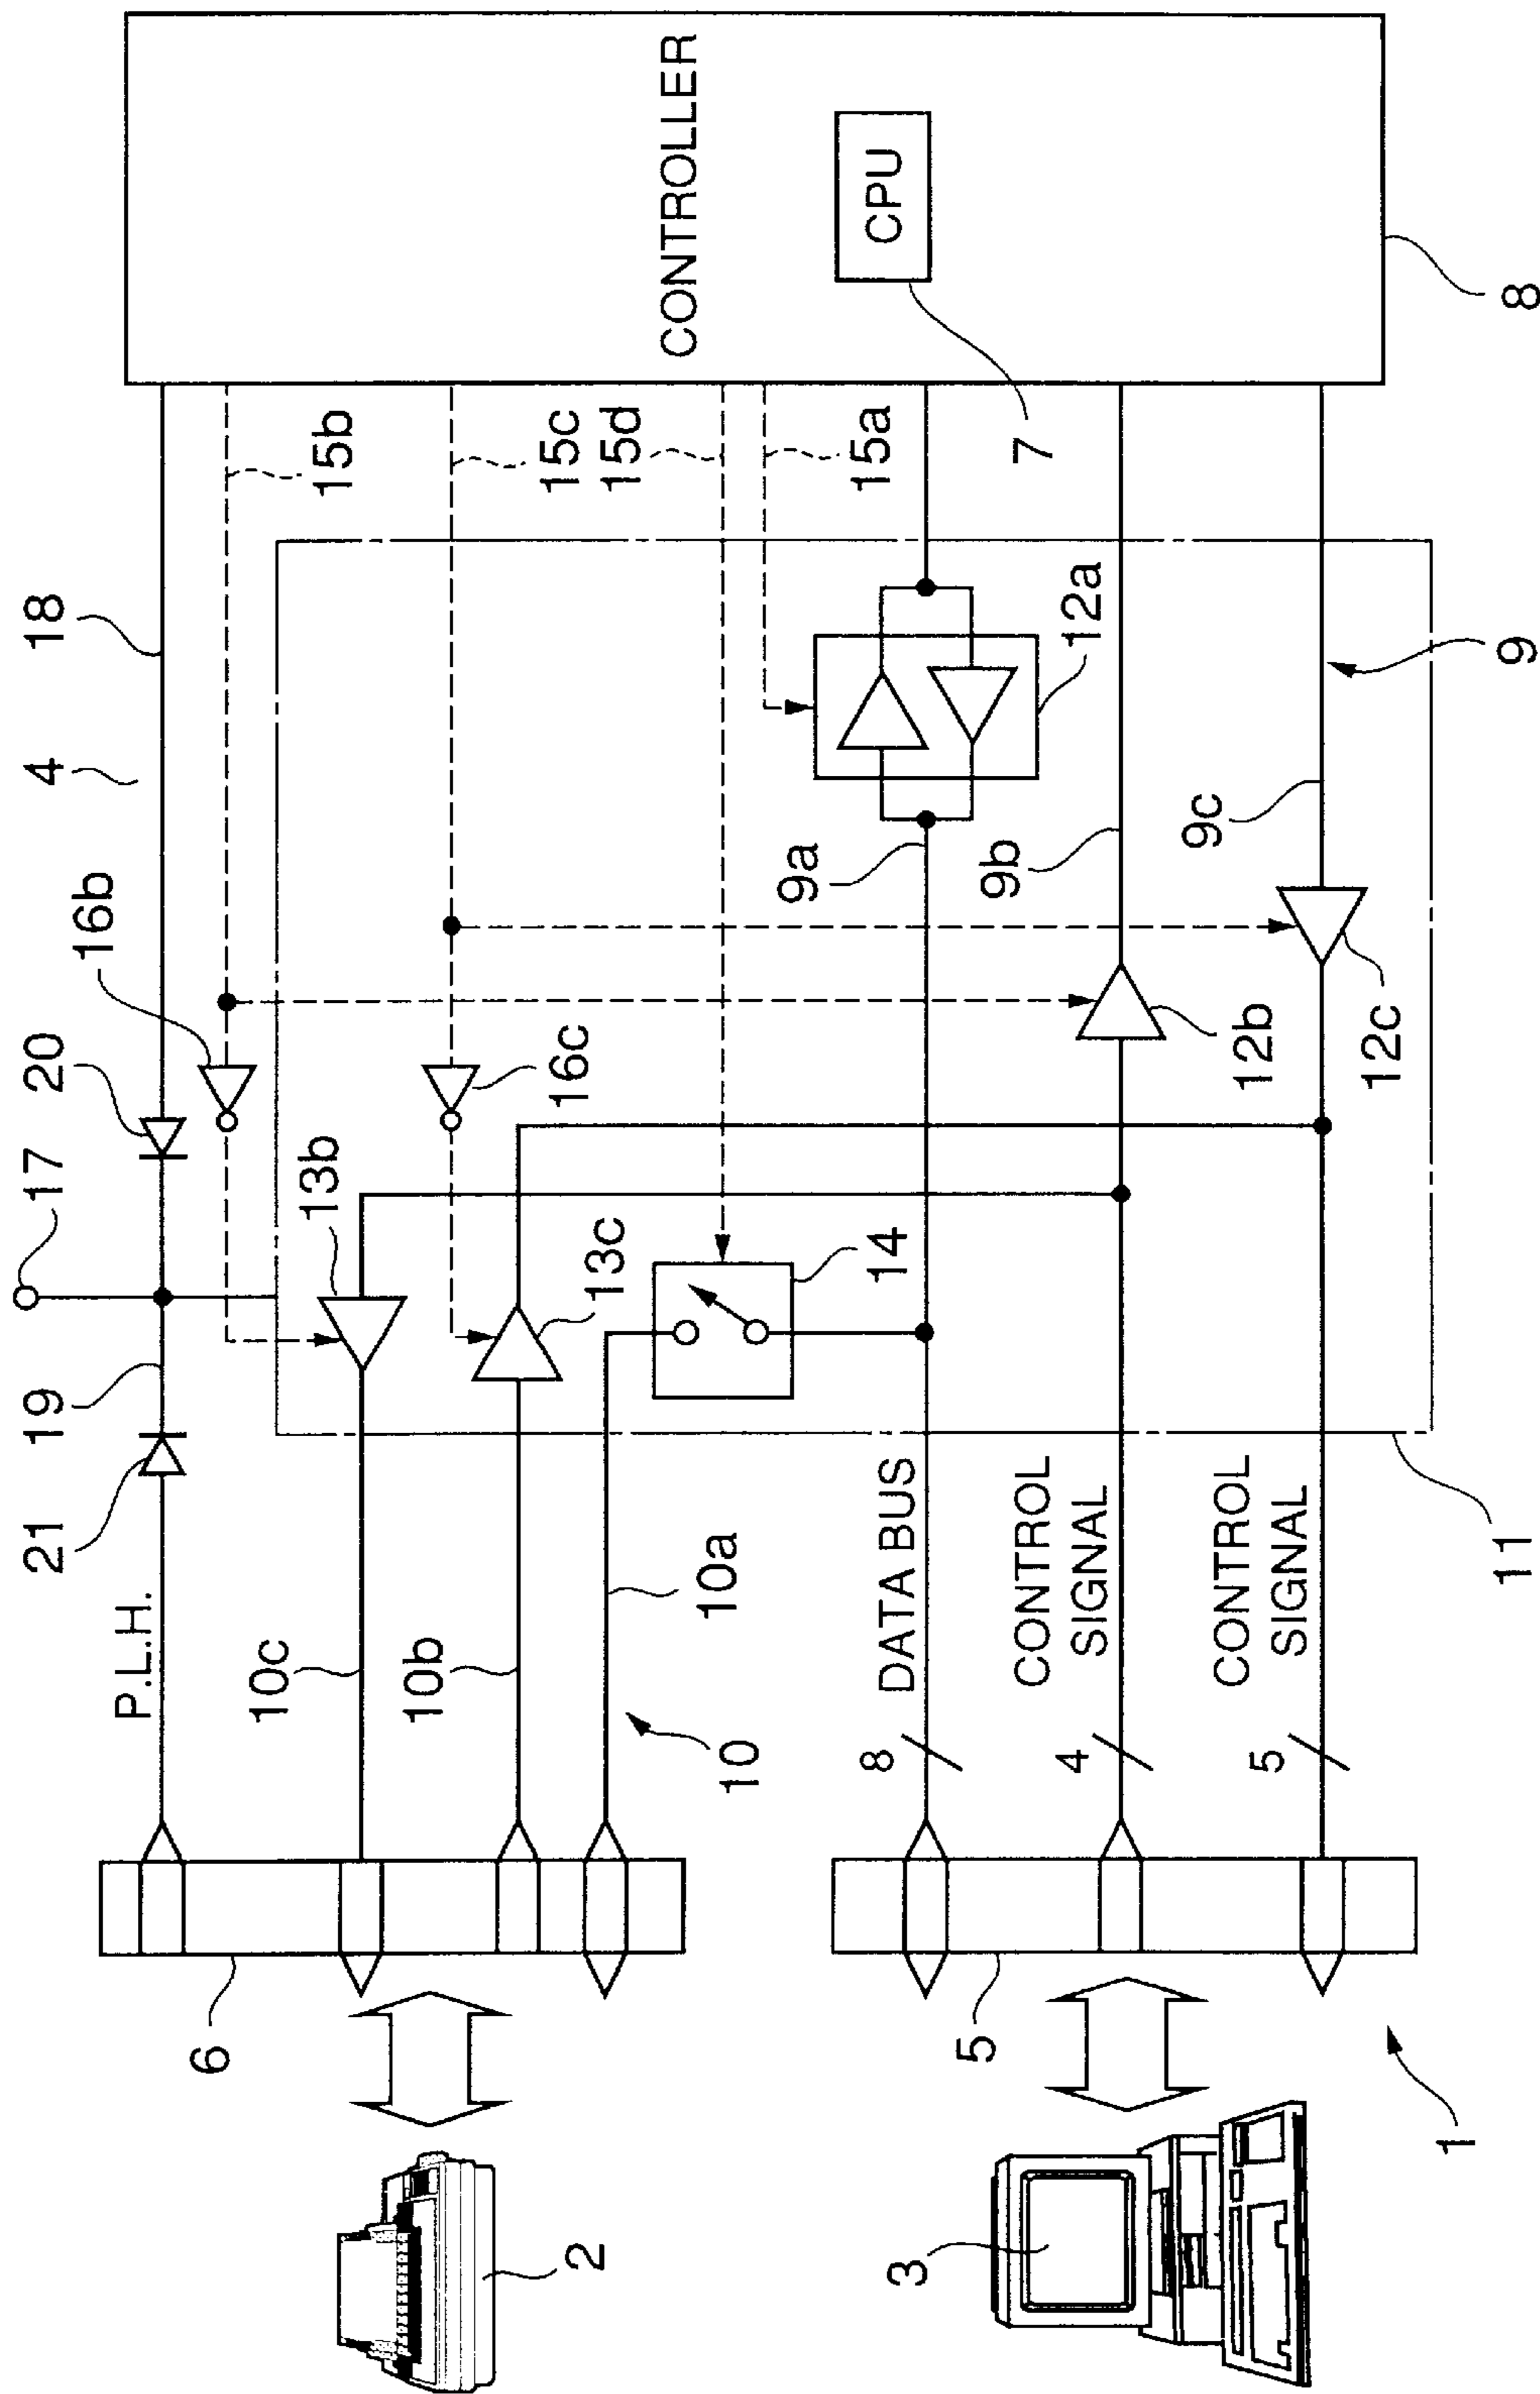 17
20
16b
4
18
21
19
P.L.H.
15b
13b
10c
16c
15c
15d
13c
10b
10a
14
10
15a
CONTROLLER
CPU
7
12a
9a
DATA BUS
8
9b
12b
CONTROL
SIGNAL
4
9c
12c
CONTROL
SIGNAL
5
9
8
11
6
5
2
3
1